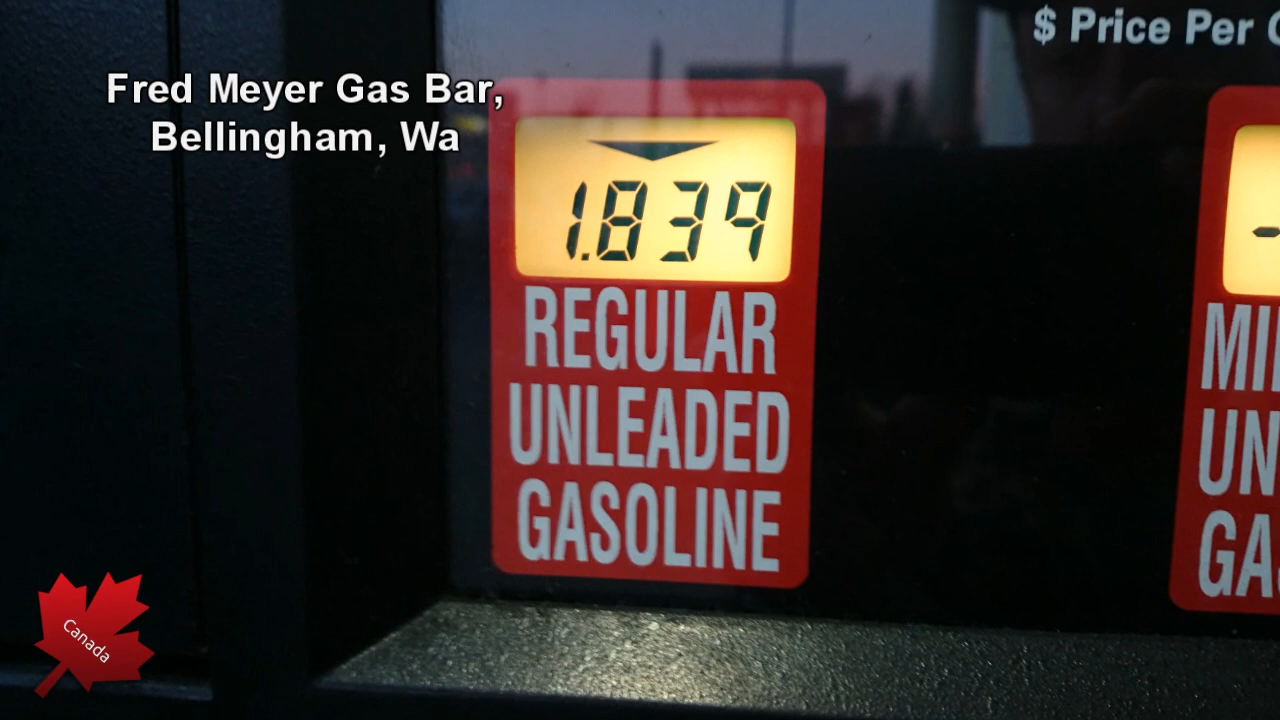 $ Price Per
Fred Meyer Gas Bar,
Bellingham, Wa
1.839
REGULAR
UNLEADED
GASOLINE
Canada